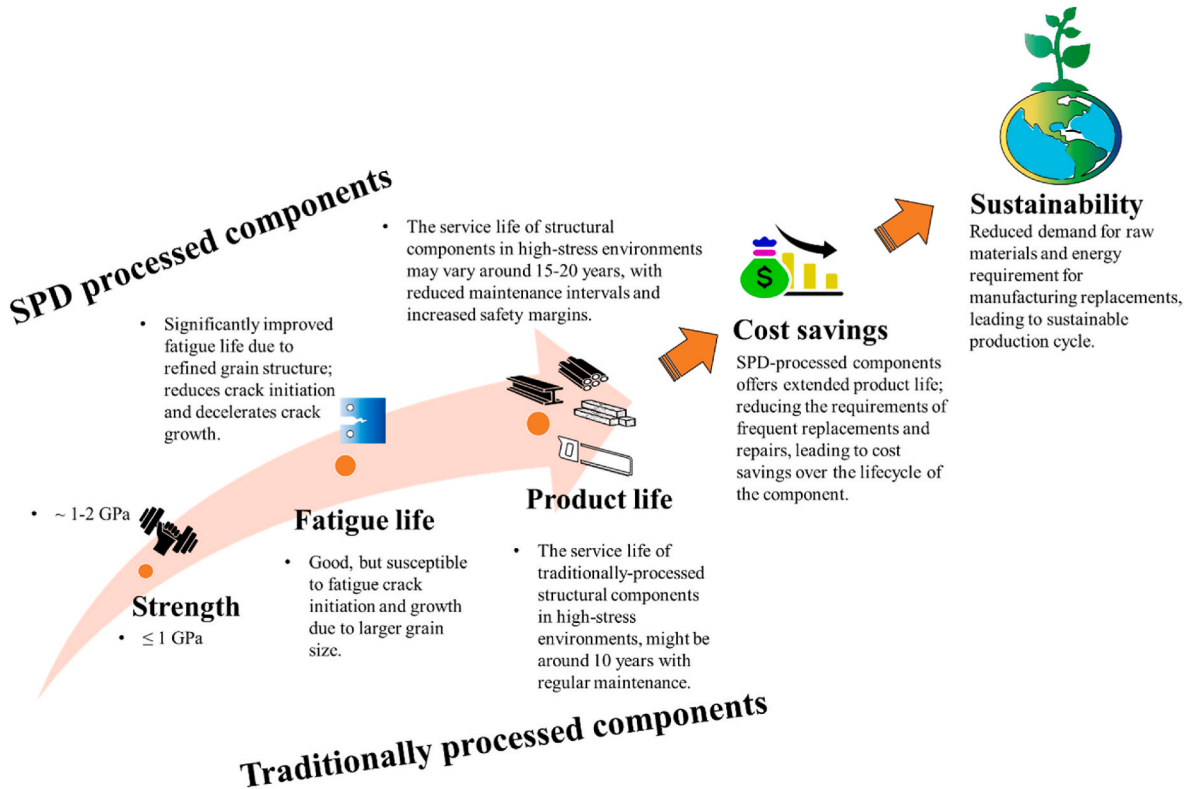 SPD processed components
• ~ 1-2 GPa
Strength
• ≤ 1 GPa
• Significantly improved
fatigue life due to
refined grain structure;
reduces crack initiation
and decelerates crack
growth.
Fatigue life
• Good, but susceptible
to fatigue crack
initiation and growth
due to larger grain
size.
• The service life of structural
components in high-stress environments
may vary around 15-20 years, with
reduced maintenance intervals and
increased safety margins.
Product life
• The service life of
traditionally-processed
structural components
in high-stress
environments, might be
around 10 years with
regular maintenance.
Traditionally processed components
$
Cost savings
SPD-processed components
offers extended product life;
reducing the requirements of
frequent replacements and
repairs, leading to cost
savings over the lifecycle of
the component.
Sustainability
Reduced demand for raw
materials and energy
requirement for
manufacturing replacements,
leading to sustainable
production cycle.